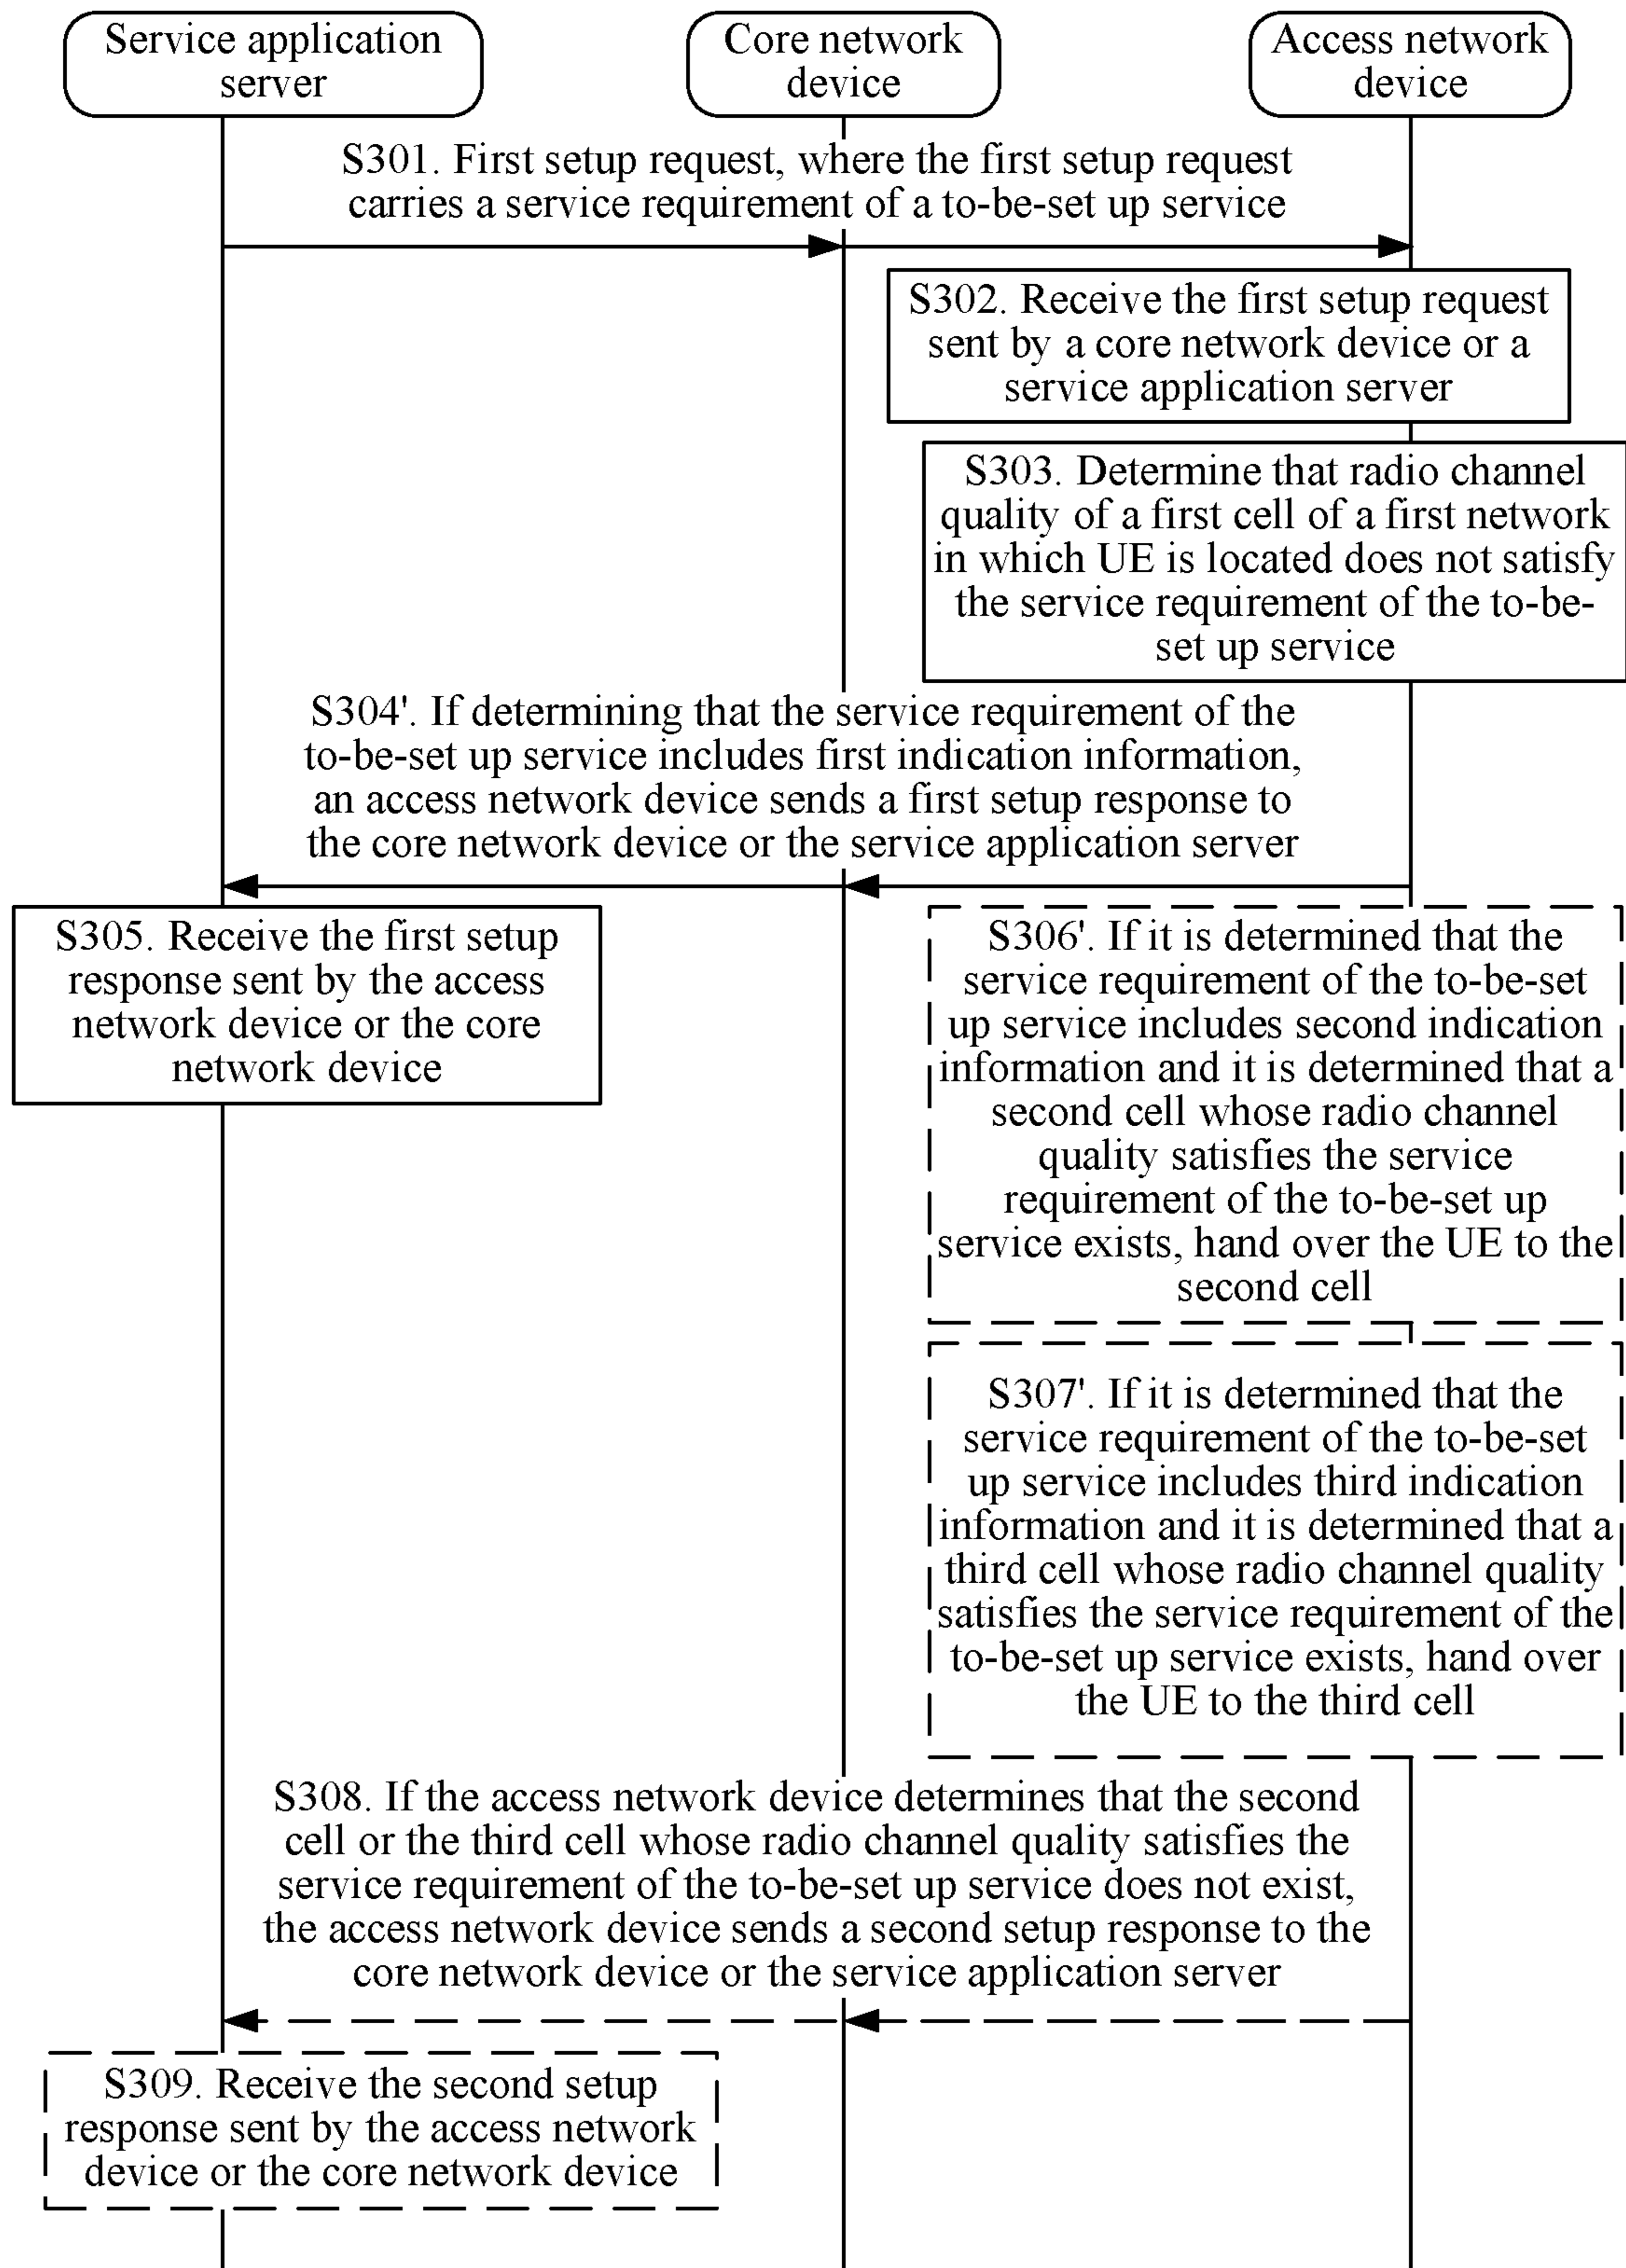 Service application
server
Core network
device
Access network
device
S301. First setup request, where the first setup request
carries a service requirement of a to-be-set up service
S302. Receive the first setup request
sent by a core network device or a
service application server
S303. Determine that radio channel
quality of a first cell of a first network
in which UE is located does not satisfy
the service requirement of the to-be-
set up service
S304'. If determining that the service requirement of the
to-be-set up service includes first indication information,
an access network device sends a first setup response to
the core network device or the service application server
S305. Receive the first setup
response sent by the access
network device or the core
network device
S306'. If it is determined that the
service requirement of the to-be-set
up service includes second indication
information and it is determined that a
second cell whose radio channel
quality satisfies the service
requirement of the to-be-set up
service exists, hand over the UE to the
second cell
S307'. If it is determined that the
service requirement of the to-be-set
up service includes third indication
information and it is determined that a
third cell whose radio channel quality
satisfies the service requirement of the
to-be-set up service exists, hand over
the UE to the third cell
S308. If the access network device determines that the second
cell or the third cell whose radio channel quality satisfies the
service requirement of the to-be-set up service does not exist,
the access network device sends a second setup response to the
core network device or the service application server
S309. Receive the second setup
response sent by the access network
device or the core network device